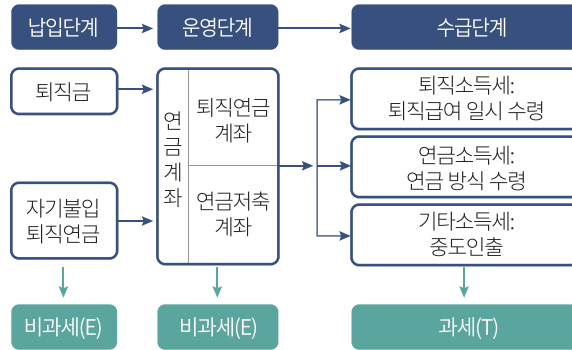 납입단계
운영단계
수급단계
퇴직금
자기불입
퇴직연금
연
금
계
좌
퇴직연금
계좌
연금저축
계좌
퇴직소득세:
퇴직급여 일시 수령
연금소득세:
연금 방식 수령
기타소득세:
중도인출
비과세(E)
비과세(E)
과세(T)